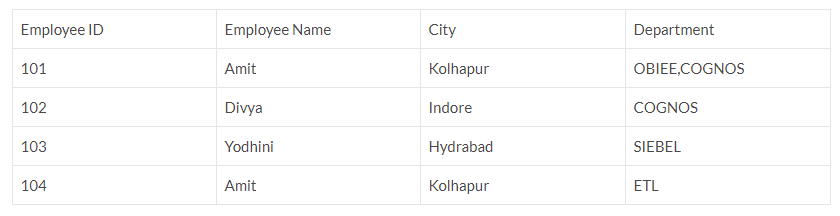 Employee ID Employee Name City Department
101 Amit Kolhapur OBIEE,COGNOS
102 Divya Indore COGNOS
103 Yodhini Hydrabad SIEBEL
104 Amit Kolhapur ETL